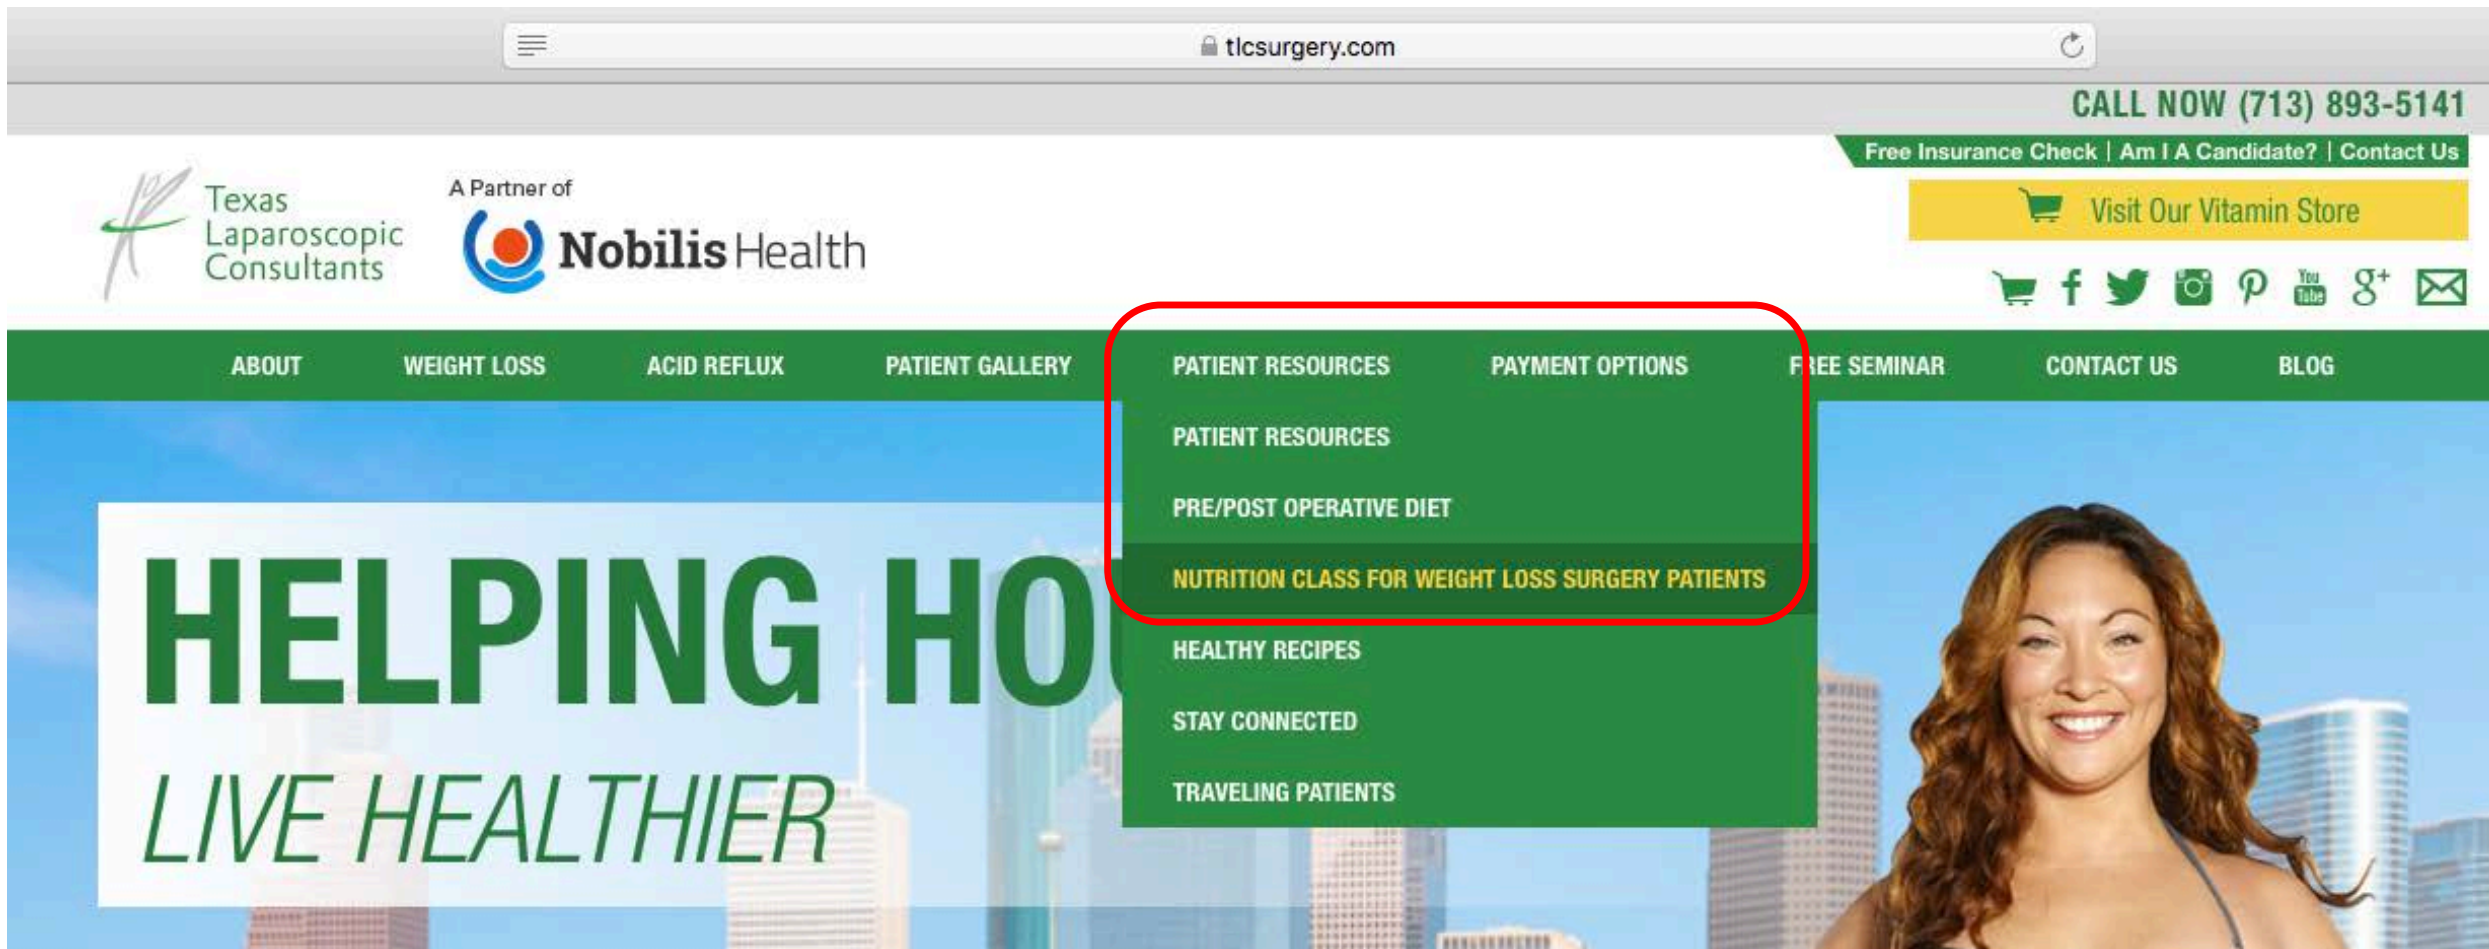 tlcsurgery.com
CALL NOW (713) 893-5141
Free Insurance Check | Am I A Candidate? | Contact Us
Texas
Laparoscopic
Consultants
A Partner of
Nobilis Health
Visit Our Vitamin Store
You
Tube
g+
ABOUT WEIGHT LOSS ACID REFLUX PATIENT GALLERY PATIENT RESOURCES PAYMENT OPTIONS FREE SEMINAR CONTACT US BLOG
PATIENT RESOURCES
PRE/POST OPERATIVE DIET
NUTRITION CLASS FOR WEIGHT LOSS SURGERY PATIENTS
HEALTHY RECIPES
STAY CONNECTED
TRAVELING PATIENTS
HELPING HO
LIVE HEALTHIER